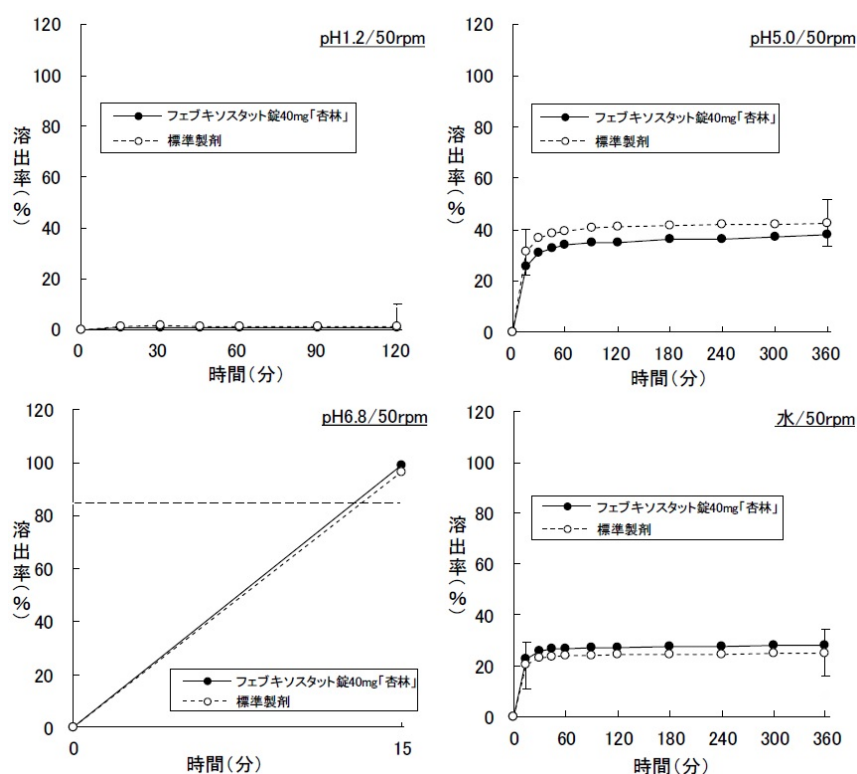 pH1.2/50rpm
120
100
80
60
40
20
0
溶出率(%)
フェブキソスタット錠40mg「杏林」
標準製剤
0 30 60 90 120
時間(分)
pH5.0/50rpm
120
100
80
60
40
20
0
溶出率(%)
フェブキソスタット錠40mg「杏林」
標準製剤
0 60 120 180 240 300 360
時間(分)
pH6.8/50rpm
120
100
80
60
40
20
0
溶出率(%)
フェブキソスタット錠40mg「杏林」
標準製剤
0 15
時間(分)
水/50rpm
120
100
80
60
40
20
0
溶出率(%)
フェブキソスタット錠40mg「杏林」
標準製剤
0 60 120 180 240 300 360
時間(分)